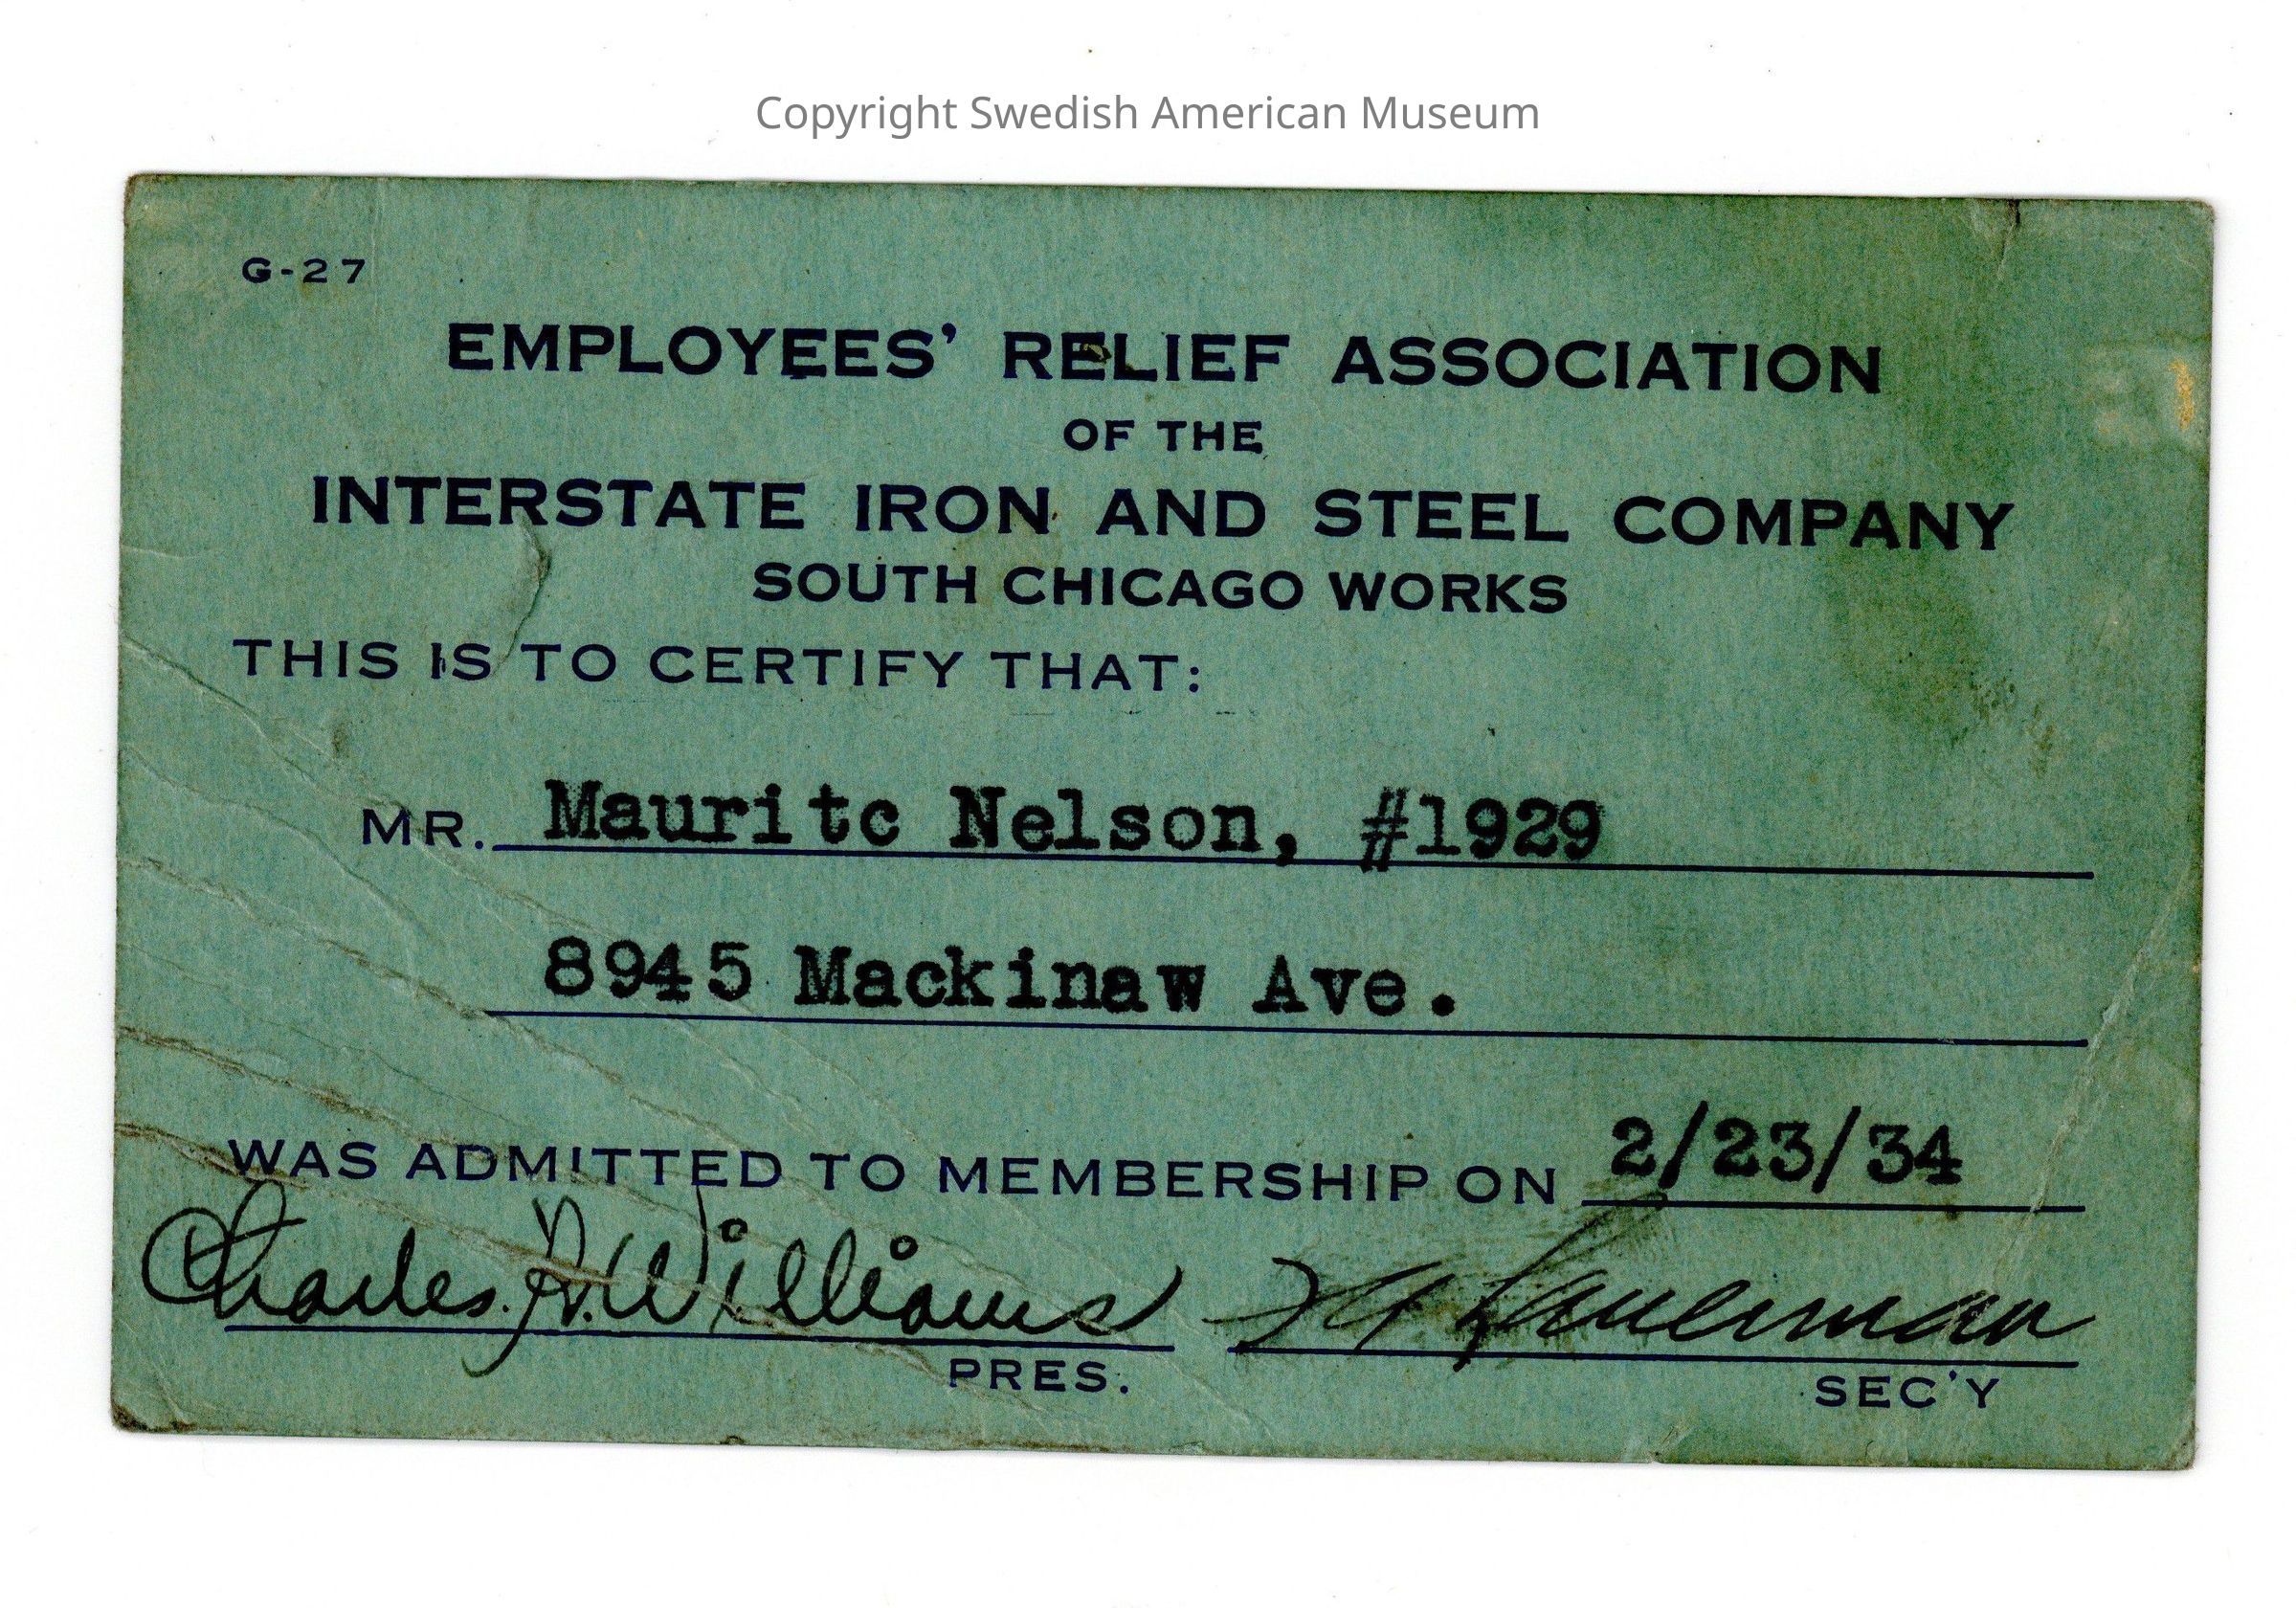 Copyright Swedish American Museum
G-27
EMPLOYEES' RELIEF ASSOCIATION
OF THE
INTERSTATE IRON AND STEEL COMPANY
SOUTH CHICAGO WORKS
THIS IS TO CERTIFY THAT:
MR. Mauritc Nelson, #1929
8945 Mackinaw Ave.
WAS ADMITTED TO MEMBERSHIP ON 2/23/34
Charles Williams Lauerman
PRES. SEC'Y